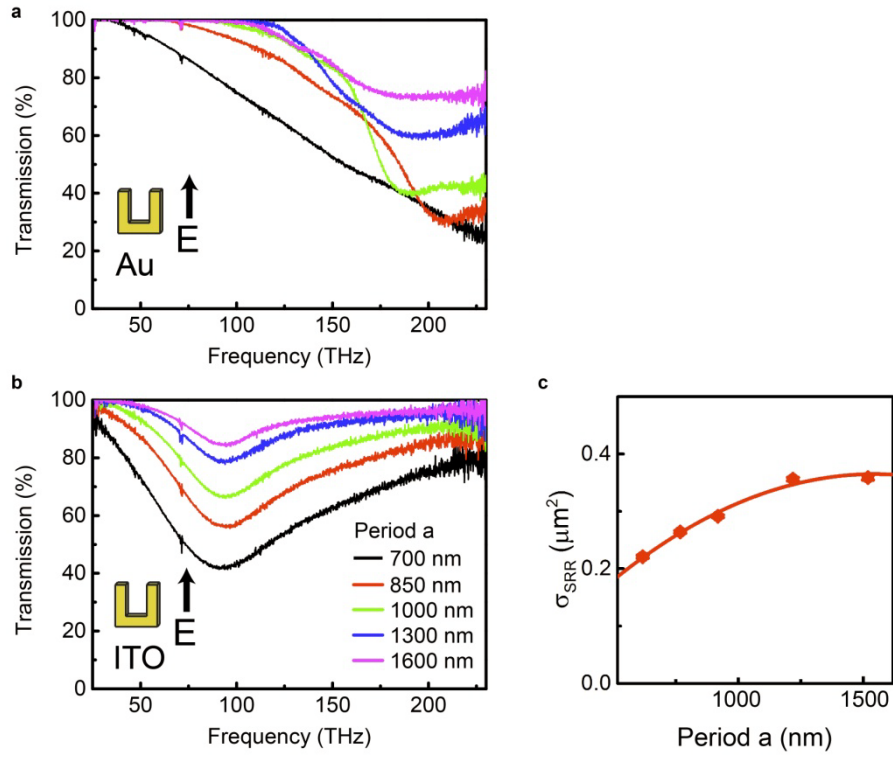 a
100
80
60
40
20
0
Transmission (%)
E
Au
50
100
150
200
Frequency (THz)
b
100
80
60
40
20
0
Transmission (%)
E
ITO
Period a
700 nm
850 nm
1000 nm
1300 nm
1600 nm
50
100
150
200
Frequency (THz)
c
0.4
0.2
0.0
σSRR (μm²)
1000
1500
Period a (nm)